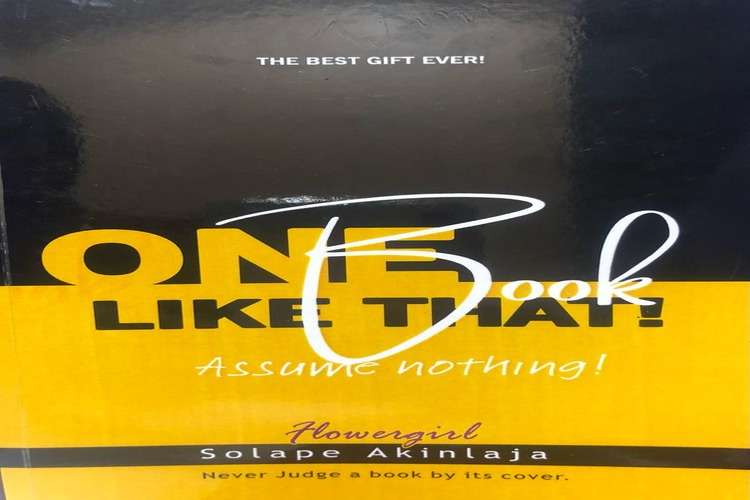 THE BEST GIFT EVER!
ONE Book
LIKE THAT!
Assume nothing!
Flowergirl
Solape Akinlaja
Never Judge a book by its cover.